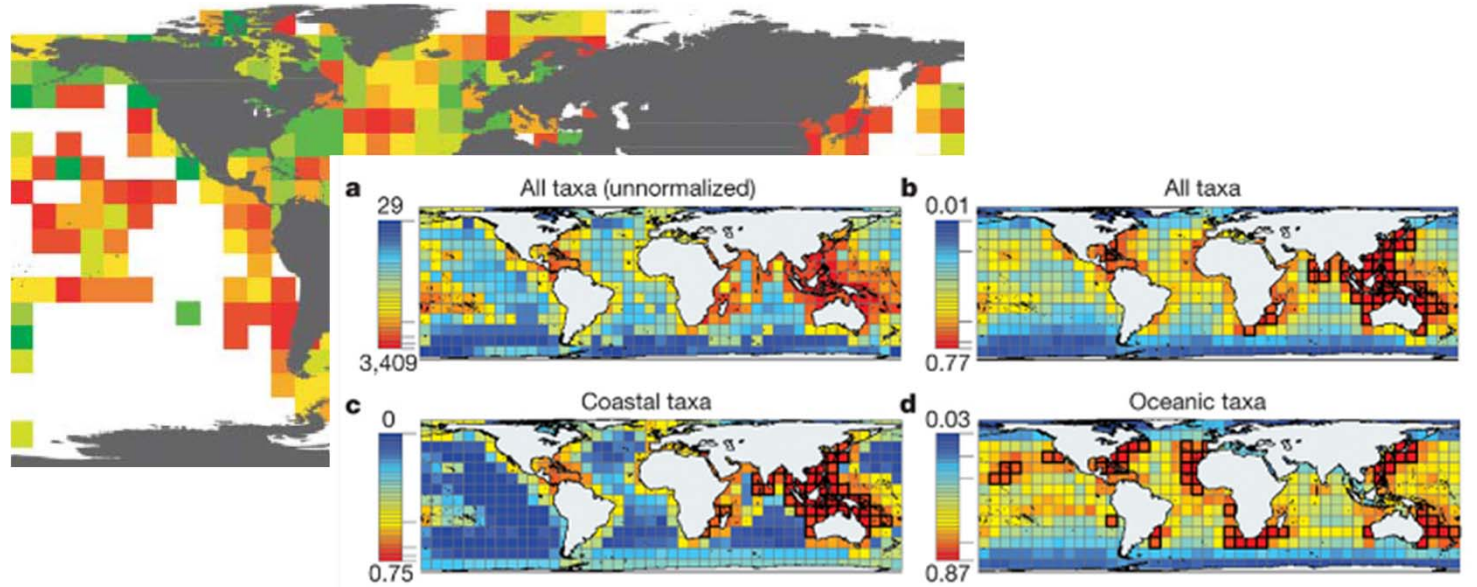 a All taxa (unnormalized)
29
3,409
b All taxa
0.01
0.77
c Coastal taxa
0
0.75
d Oceanic taxa
0.03
0.87